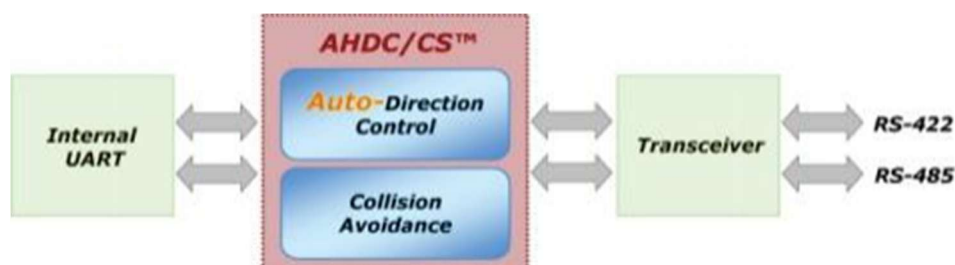 AHDC/CS™
Internal
UART
Auto-Direction
Control
Collision
Avoidance
Transceiver
RS-422
RS-485